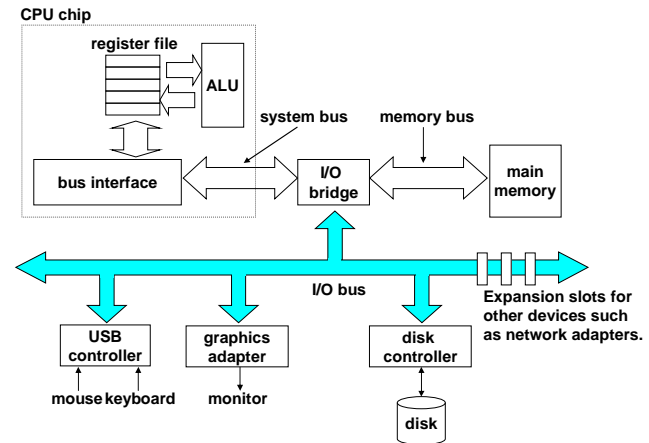 CPU chip
register file
ALU
system bus
memory bus
bus interface
I/O
bridge
main
memory
I/O bus
Expansion slots for
other devices such
as network adapters.
USB
controller
graphics
adapter
disk
controller
mouse
keyboard
monitor
disk